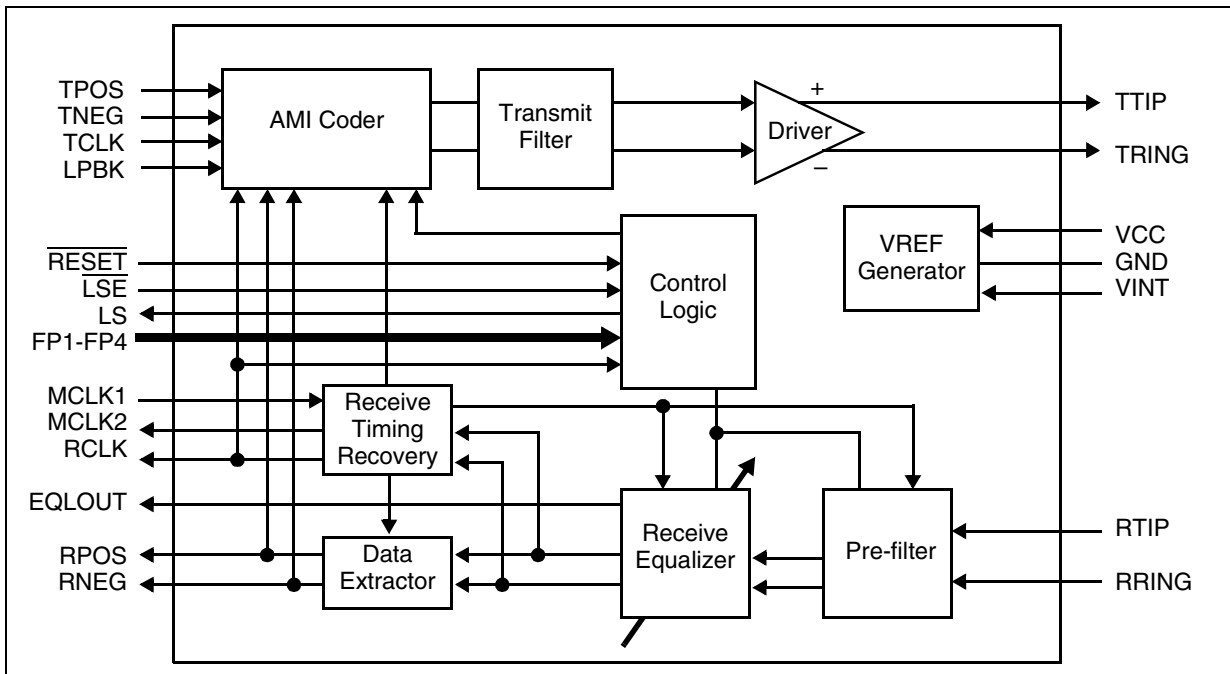 TPOS
TNEG
TCLK
LPBK
AMI Coder
Transmit
Filter
+
Driver
–
TTIP
TRING
RESET
LSE
LS
FP1-FP4
Control
Logic
VREF
Generator
VCC
GND
VINT
MCLK1
MCLK2
RCLK
Receive
Timing
Recovery
EQLOUT
RPOS
RNEG
Data
Extractor
Receive
Equalizer
Pre-filter
RTIP
RRING